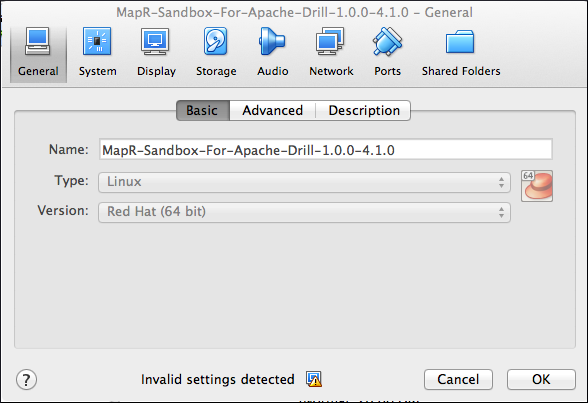 MapR-Sandbox-For-Apache-Drill-1.0.0-4.1.0 - General
General System Display Storage Audio Network Ports Shared Folders
Basic Advanced Description
Name: MapR-Sandbox-For-Apache-Drill-1.0.0-4.1.0
Type: Linux
64
Version: Red Hat (64 bit)
? Invalid settings detected Cancel OK